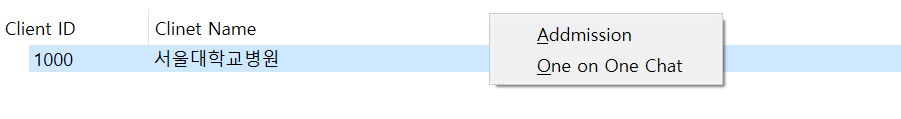 Client ID Clinet Name
Addmission
1000 서울대학교병원
One on One Chat